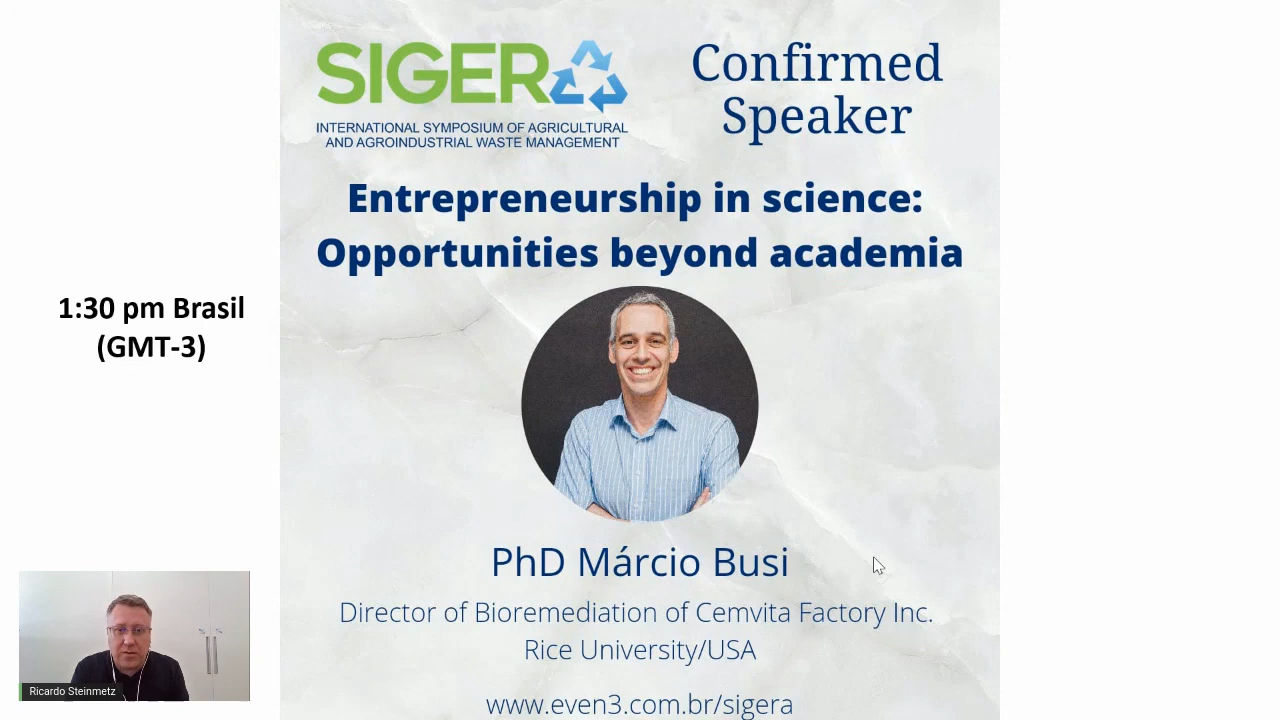 SIGERA
INTERNATIONAL SYMPOSIUM OF AGRICULTURAL
AND AGROINDUSTRIAL WASTE MANAGEMENT
Confirmed
Speaker
Entrepreneurship in science:
Opportunities beyond academia
1:30 pm Brasil
(GMT-3)
PhD Márcio Busi
Director of Bioremediation of Cemvita Factory Inc.
Rice University/USA
www.even3.com.br/sigera
Ricardo Steinmetz